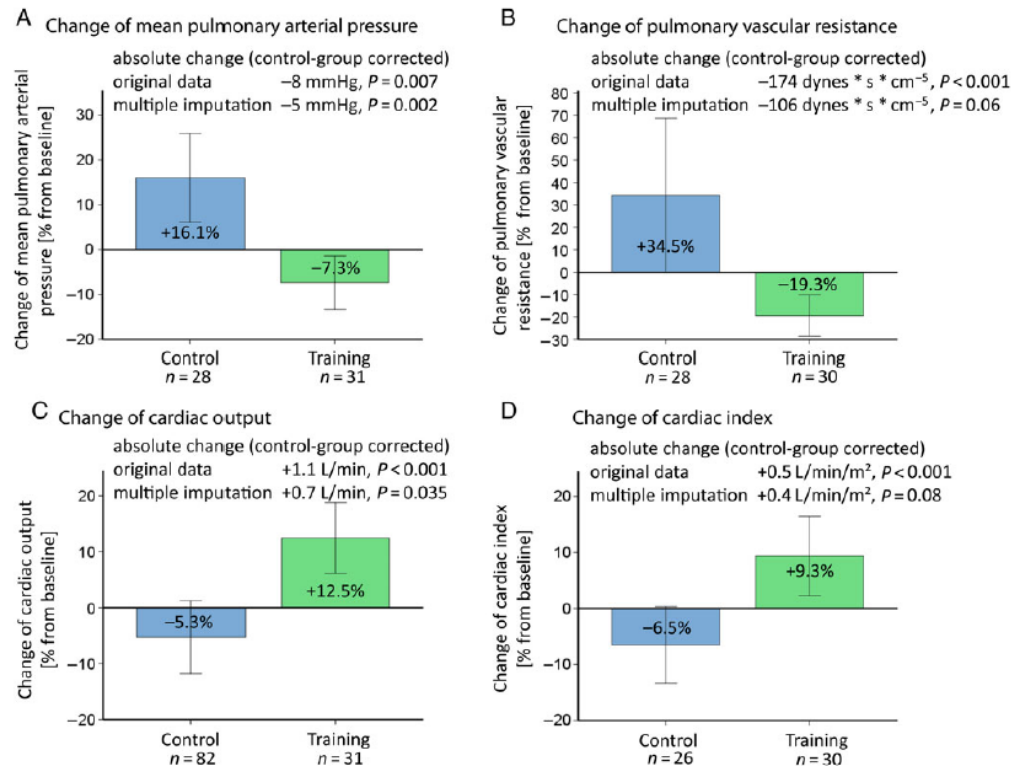 A Change of mean pulmonary arterial pressure
absolute change (control-group corrected)
original data −8 mmHg, P = 0.007
multiple imputation −5 mmHg, P = 0.002
Change of mean pulmonary arterial
pressure [% from baseline]
30
20
10
0
−10
−20
+16.1%
−7.3%
Control
n = 28
Training
n = 31
B Change of pulmonary vascular resistance
absolute change (control-group corrected)
original data −174 dynes * s * cm⁻⁵, P < 0.001
multiple imputation −106 dynes * s * cm⁻⁵, P = 0.06
Change of pulmonary vascular
resistance [% from baseline]
80
70
60
50
40
30
20
10
0
−10
−20
−30
+34.5%
−19.3%
Control
n = 28
Training
n = 30
C Change of cardiac output
absolute change (control-group corrected)
original data +1.1 L/min, P < 0.001
multiple imputation +0.7 L/min, P = 0.035
Change of cardiac output
[% from baseline]
20
10
0
−10
−20
−5.3%
+12.5%
Control
n = 82
Training
n = 31
D Change of cardiac index
absolute change (control-group corrected)
original data +0.5 L/min/m², P < 0.001
multiple imputation +0.4 L/min/m², P = 0.08
Change of cardiac index
[% from baseline]
20
10
0
−10
−20
−6.5%
+9.3%
Control
n = 26
Training
n = 30